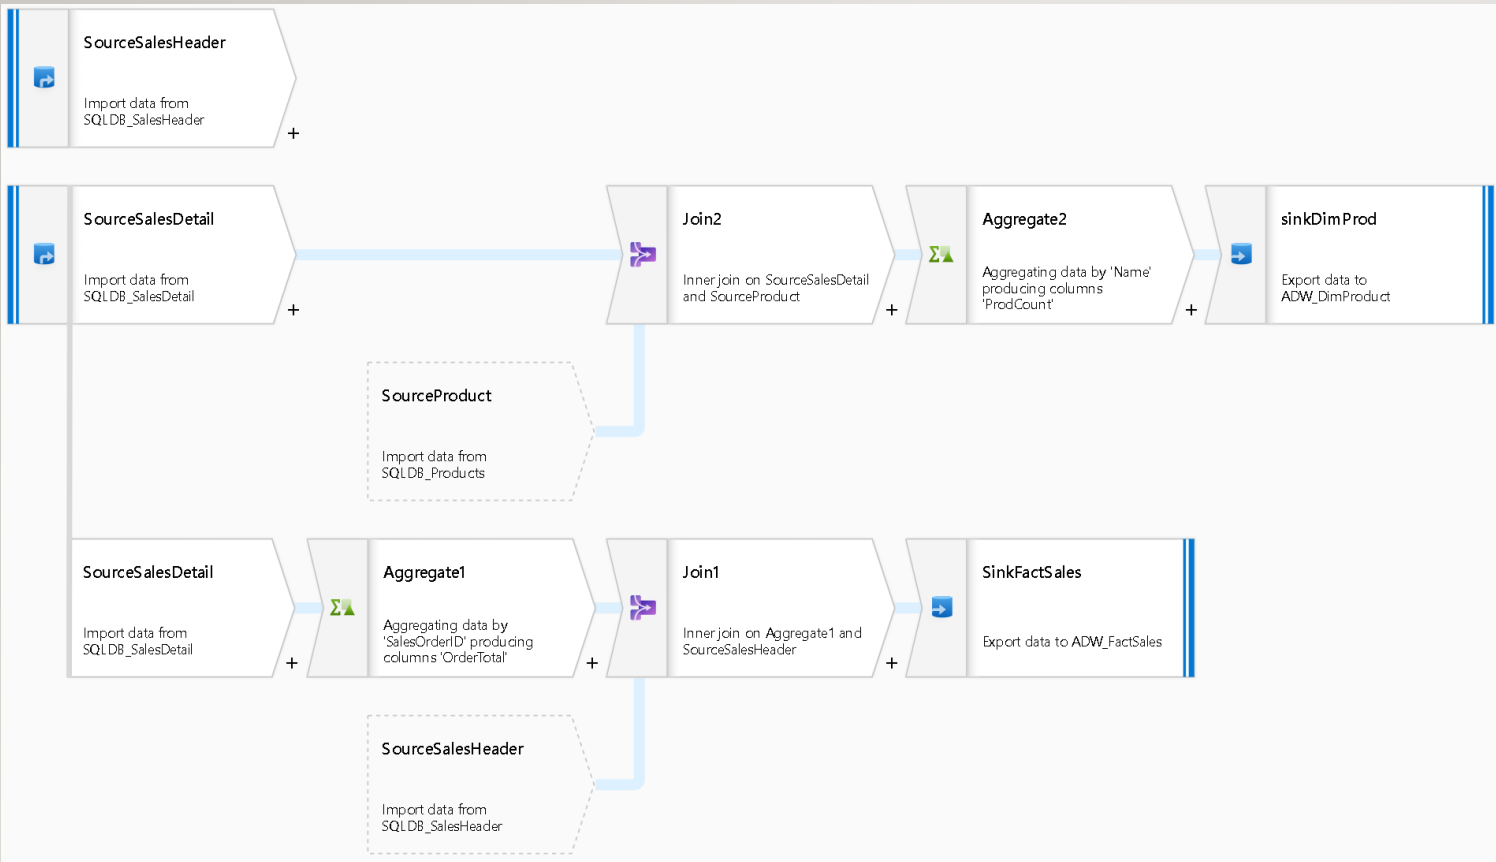 SourceSalesHeader
Import data from
SQLDB_SalesHeader
+
SourceSalesDetail
Import data from
SQLDB_SalesDetail
+
Join2
Inner join on SourceSalesDetail
and SourceProduct
+
Aggregate2
Aggregating data by 'Name'
producing columns
'ProdCount'
+
sinkDimProd
Export data to
ADW_DimProduct
SourceProduct
Import data from
SQLDB_Products
SourceSalesDetail
Import data from
SQLDB_SalesDetail
+
Aggregate1
Aggregating data by
'SalesOrderID' producing
columns 'OrderTotal'
+
Join1
Inner join on Aggregate1 and
SourceSalesHeader
+
SinkFactSales
Export data to ADW_FactSales
SourceSalesHeader
Import data from
SQLDB_SalesHeader